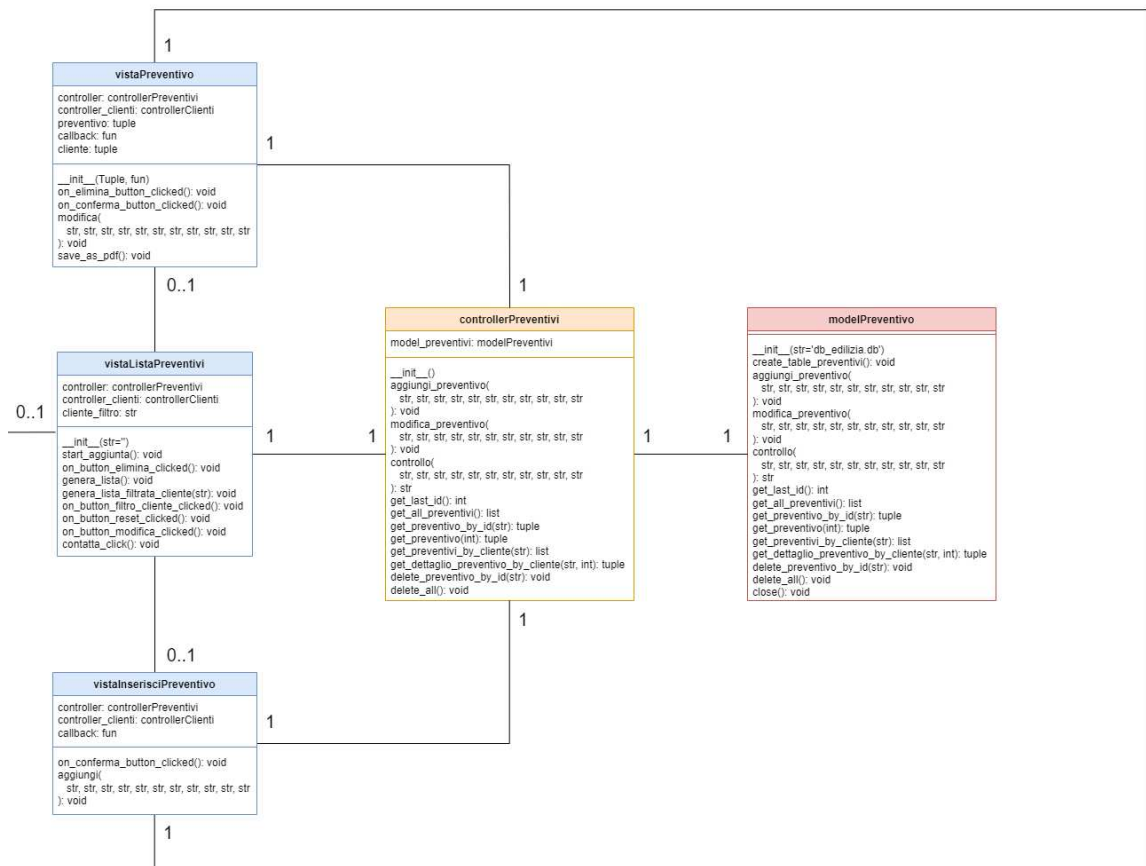 1
vistaPreventivo
controller: controllerPreventivi
controller_clienti: controllerClienti
preventivo: tuple
callback: fun
cliente: tuple
__init__(Tuple, fun)
on_elimina_button_clicked(): void
on_conferma_button_clicked(): void
modifica(
str, str, str, str, str, str, str, str, str, str, str
): void
save_as_pdf(): void
1
0..1
1
vistaListaPreventivi
controller: controllerPreventivi
controller_clienti: controllerClienti
cliente_filtro: str
__init__(str='')
start_aggiunta(): void
on_button_elimina_clicked(): void
genera_lista(): void
genera_lista_filtrata_cliente(str): void
on_button_filtro_cliente_clicked(): void
on_button_reset_clicked(): void
on_button_modifica_clicked(): void
contatta_click(): void
0..1
1
1
controllerPreventivi
model_preventivi: modelPreventivi
__init__()
aggiungi_preventivo(
str, str, str, str, str, str, str, str, str, str, str
): void
modifica_preventivo(
str, str, str, str, str, str, str, str, str, str, str
): void
controllo(
str, str, str, str, str, str, str, str, str, str, str
): str
get_last_id(): int
get_all_preventivi(): list
get_preventivo_by_id(str): tuple
get_preventivo(int): tuple
get_preventivi_by_cliente(str): list
get_dettaglio_preventivo_by_cliente(str, int): tuple
delete_preventivo_by_id(str): void
delete_all(): void
1
1
modelPreventivo
__init__(str='db_edilizia.db')
create_table_preventivi(): void
aggiungi_preventivo(
str, str, str, str, str, str, str, str, str, str, str
): void
modifica_preventivo(
str, str, str, str, str, str, str, str, str, str, str
): void
controllo(
str, str, str, str, str, str, str, str, str, str, str
): str
get_last_id(): int
get_all_preventivi(): list
get_preventivo_by_id(str): tuple
get_preventivo(int): tuple
get_preventivi_by_cliente(str): list
get_dettaglio_preventivo_by_cliente(str, int): tuple
delete_preventivo_by_id(str): void
delete_all(): void
close(): void
1
0..1
vistaInserisciPreventivo
controller: controllerPreventivi
controller_clienti: controllerClienti
callback: fun
on_conferma_button_clicked(): void
aggiungi(
str, str, str, str, str, str, str, str, str, str, str
): void
1
1